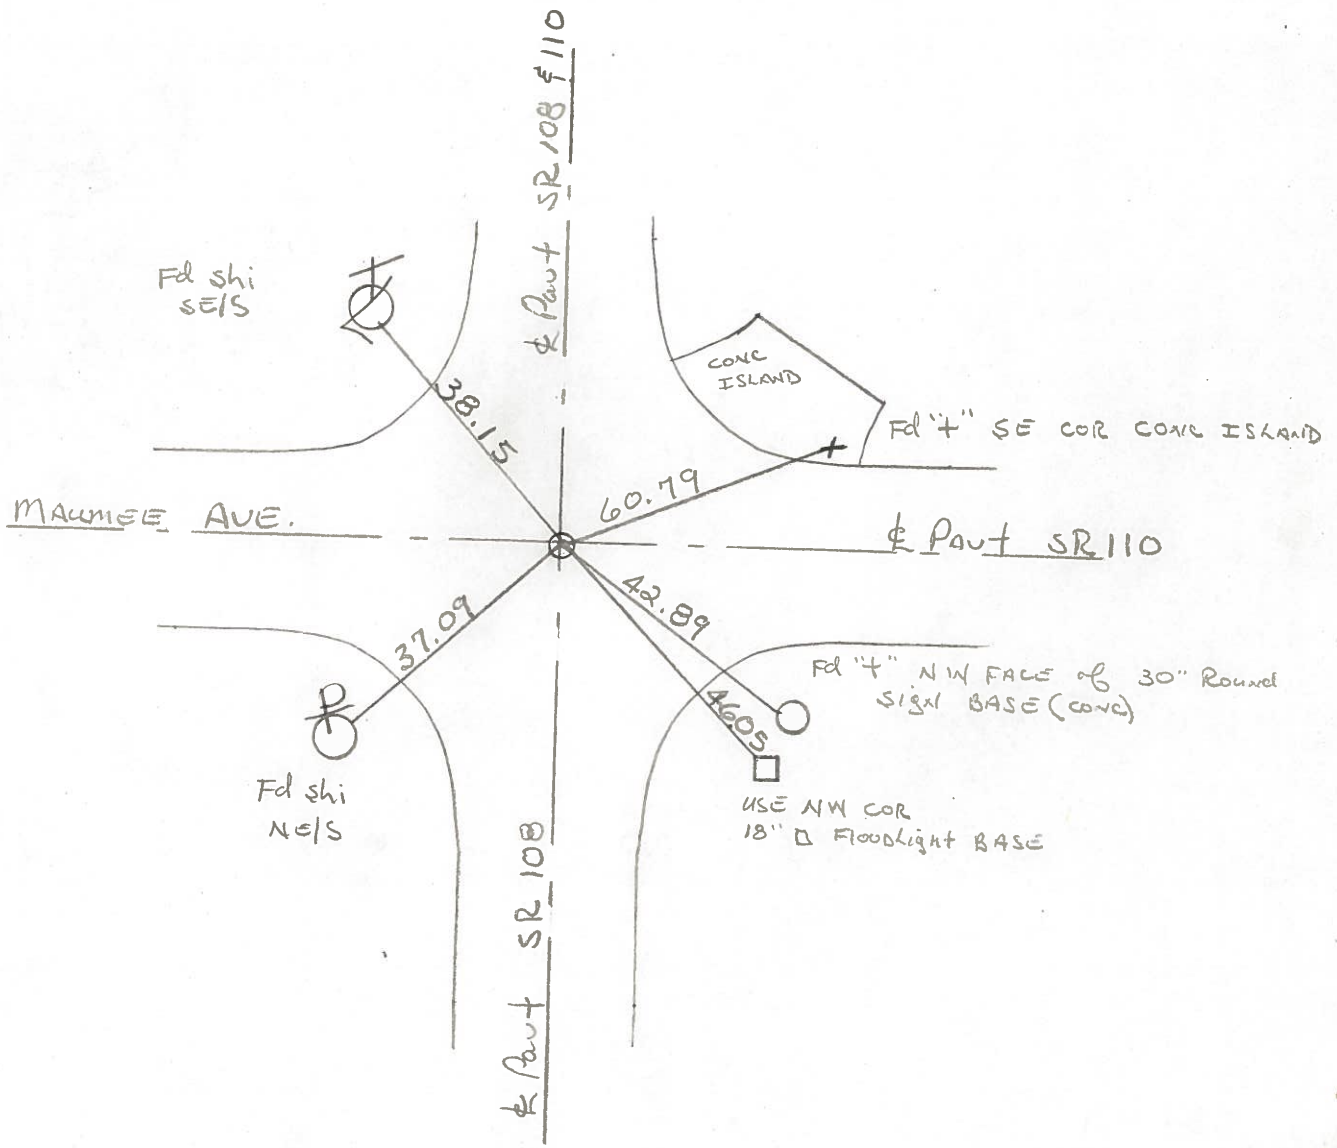 ℄ Pavt SR 108 & 110
Fd shi
SE/S
CONC
ISLAND
38.15
Fd "+" SE COR CONC ISLAND
60.79
MAUMEE AVE.
℄ Pavt SR 110
42.89
37.09
Fd "+" NW FACE of 30" Round
SIGN BASE (CONC)
46.05
P
Fd shi
NE/S
USE NW COR
18" □ FloodLight BASE
℄ Pavt SR 108